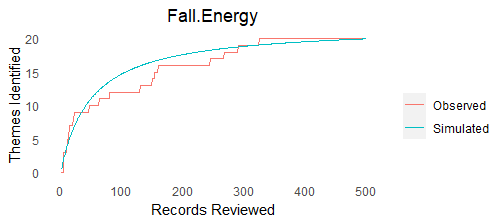 Fall.Energy
Themes Identified
20
15
10
5
0
0 100 200 300 400 500
Records Reviewed
Observed
Simulated